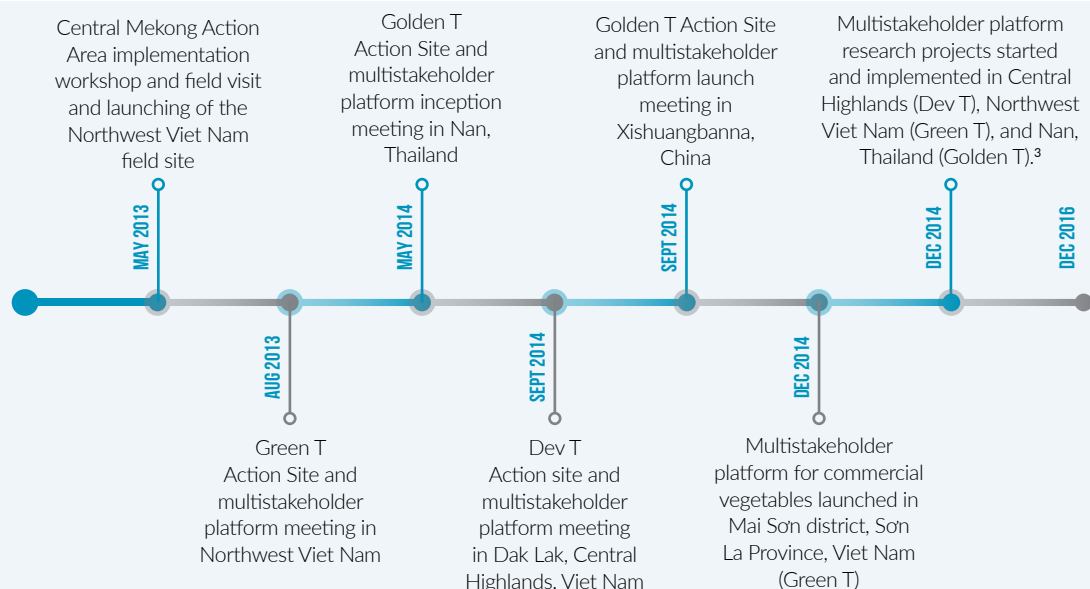 Central Mekong Action
Area implementation
workshop and field visit
and launching of the
Northwest Viet Nam
field site
MAY 2013
Golden T
Action Site and
multistakeholder
platform inception
meeting in Nan,
Thailand
MAY 2014
Golden T Action Site
and multistakeholder
platform launch
meeting in
Xishuangbanna,
China
SEPT 2014
Multistakeholder platform
research projects started
and implemented in Central
Highlands (Dev T), Northwest
Viet Nam (Green T), and Nan,
Thailand (Golden T).³
DEC 2014
DEC 2016
AUG 2013
Green T
Action Site and
multistakeholder
platform meeting in
Northwest Viet Nam
SEPT 2014
Dev T
Action site and
multistakeholder
platform meeting
in Dak Lak, Central
Highlands, Viet Nam
DEC 2014
Multistakeholder
platform for commercial
vegetables launched in
Mai Sơn district, Sơn
La Province, Viet Nam
(Green T)